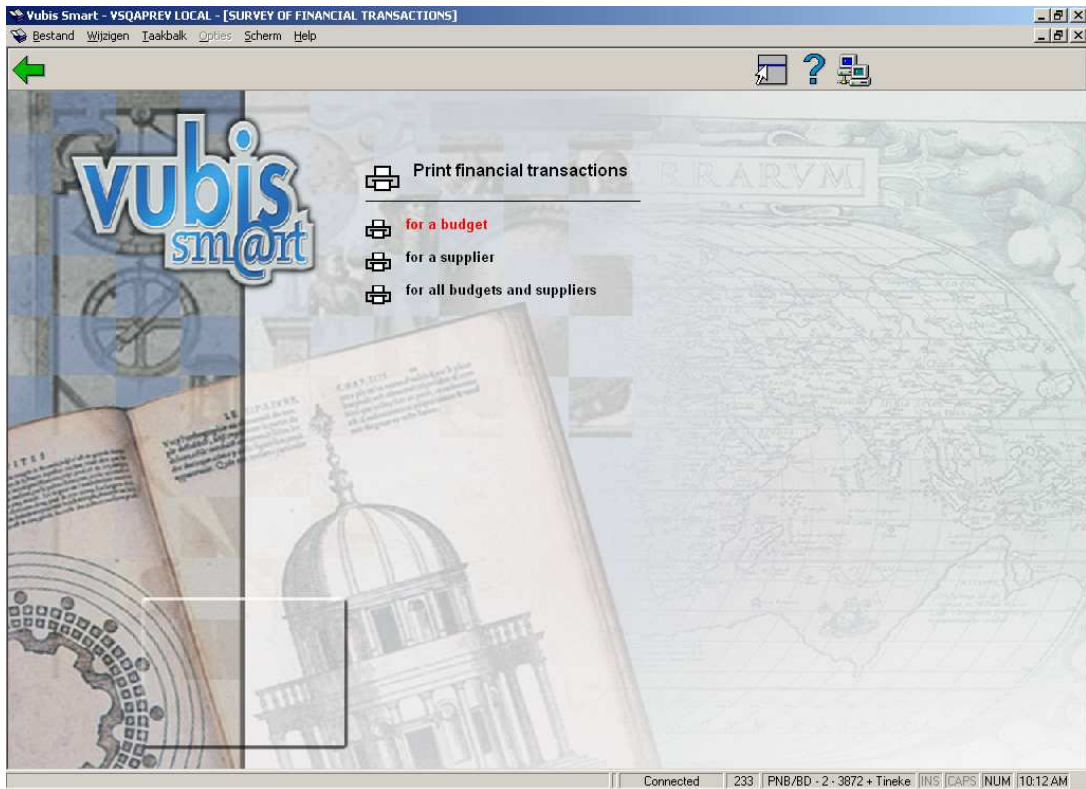 Vubis Smart - VSQAPREV LOCAL - [SURVEY OF FINANCIAL TRANSACTIONS]
Bestand Wijzigen Taakbalk Opties Scherm Help
vubis
sm@rt
Print financial transactions
for a budget
for a supplier
for all budgets and suppliers
Connected 233 PNB/BD - 2 - 3872 + Tineke INS CAPS NUM 10:12 AM